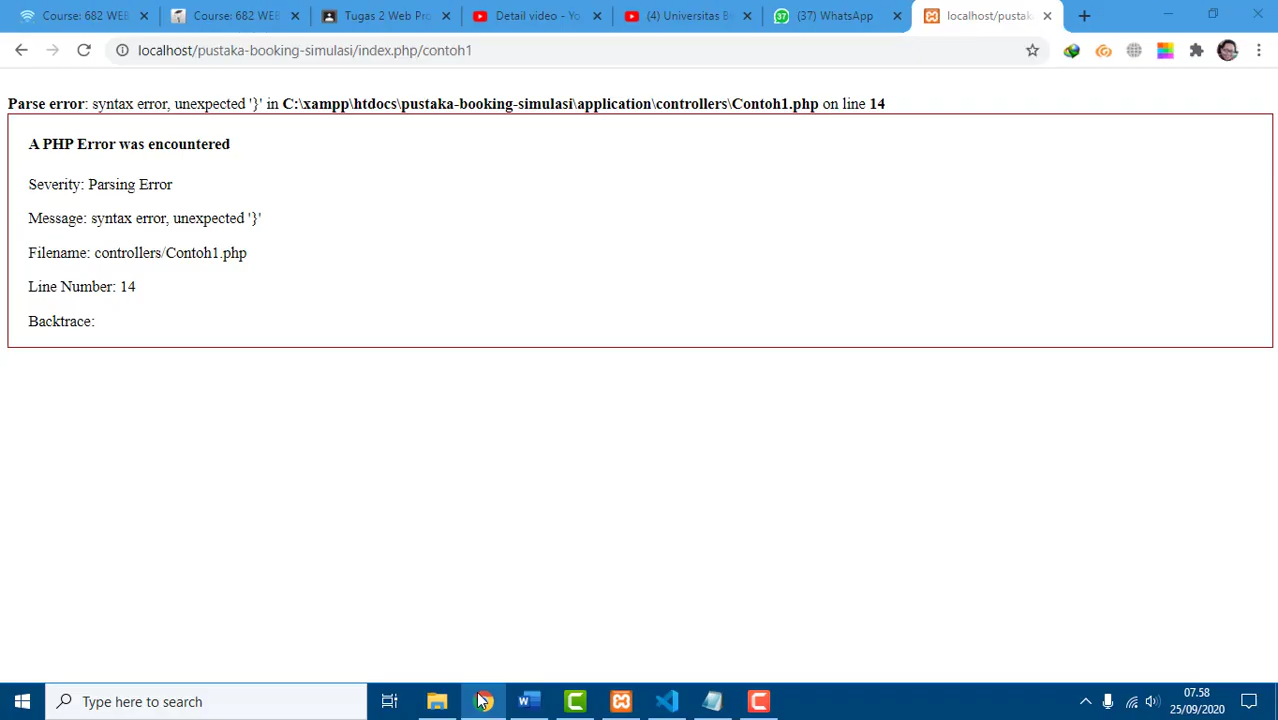 Course: 682 WEB
Course: 682 WEB
Tugas 2 Web Pro
Detail video - Yo
(4) Universitas B
(37) WhatsApp
localhost/pustaka
localhost/pustaka-booking-simulasi/index.php/contoh1
Parse error: syntax error, unexpected '}' in C:\xampp\htdocs\pustaka-booking-simulasi\application\controllers\Contoh1.php on line 14
A PHP Error was encountered
Severity: Parsing Error
Message: syntax error, unexpected '}'
Filename: controllers/Contoh1.php
Line Number: 14
Backtrace:
Type here to search
07.58
25/09/2020